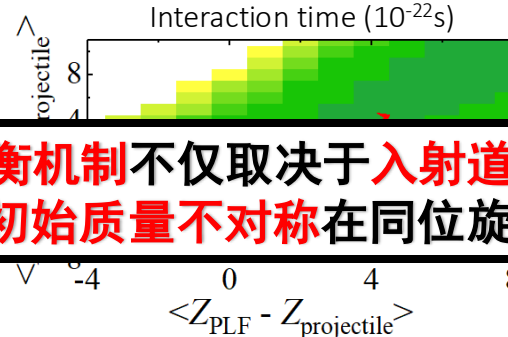 Interaction time (10⁻²²s)
8
4
衡机制不仅取决于入射道
初始质量不对称在同位旋
-4 0 4 8
<Z_PLF - Z_projectile>